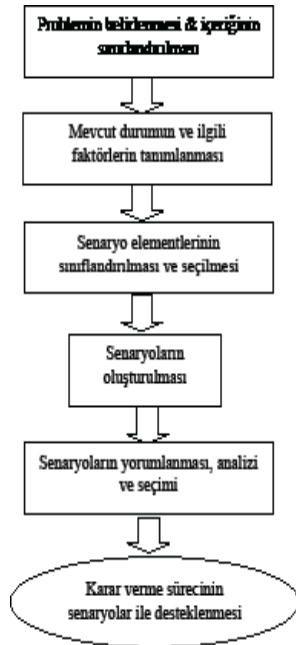 Problemin belirlenmesi & içeriğinin
sınırlandırılması
Mevcut durumun ve ilgili
faktörlerin tanımlanması
Senaryo elementlerinin
sınıflandırılması ve seçilmesi
Senaryoların
oluşturulması
Senaryoların yorumlanması, analizi
ve seçimi
Karar verme sürecinin
senaryolar ile desteklenmesi